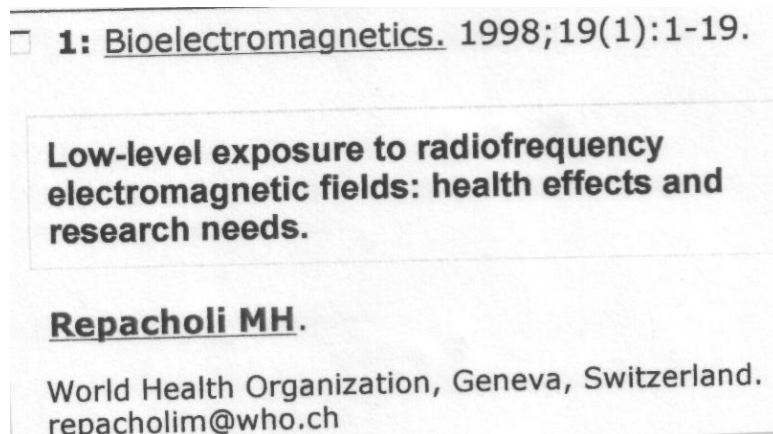 1: Bioelectromagnetics. 1998;19(1):1-19.
Low-level exposure to radiofrequency
electromagnetic fields: health effects and
research needs.
Repacholi MH.
World Health Organization, Geneva, Switzerland.
repacholim@who.ch